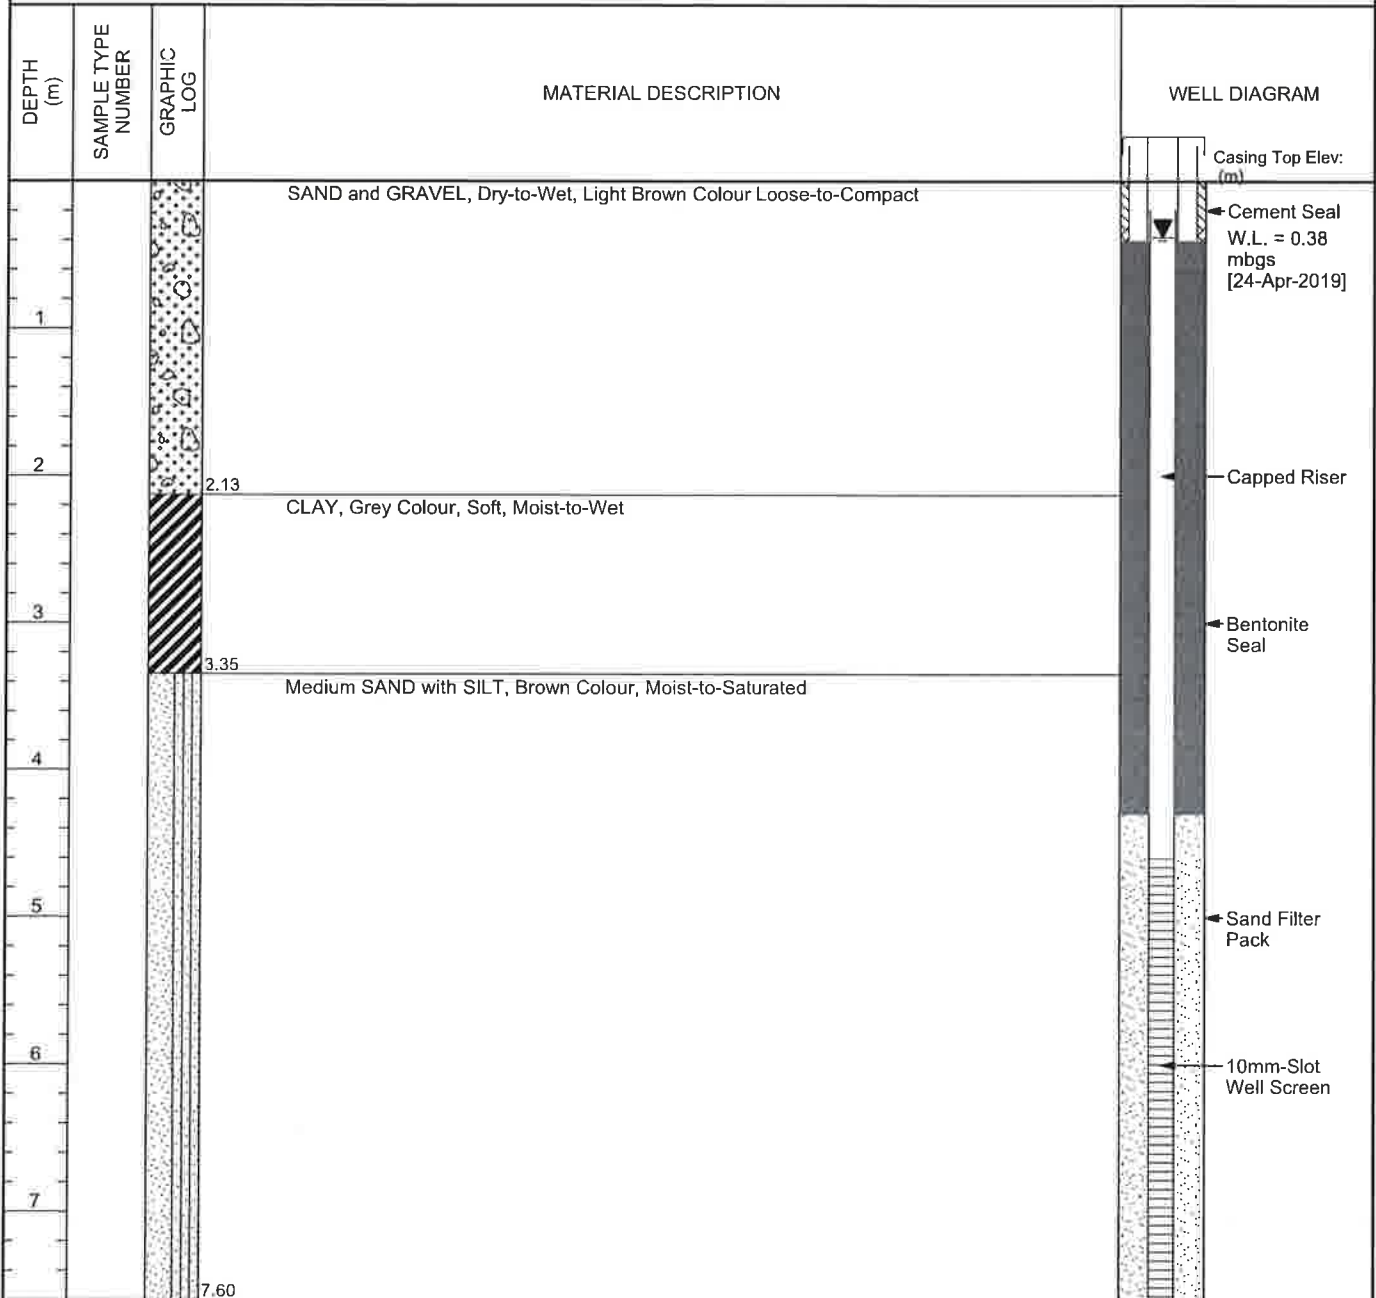 DEPTH
(m)
SAMPLE TYPE
NUMBER
GRAPHIC
LOG
MATERIAL DESCRIPTION
WELL DIAGRAM
Casing Top Elev:
(m)
SAND and GRAVEL, Dry-to-Wet, Light Brown Colour Loose-to-Compact
Cement Seal
W.L. = 0.38
mbgs
[24-Apr-2019]
1
2
Capped Riser
2.13
CLAY, Grey Colour, Soft, Moist-to-Wet
3
Bentonite
Seal
3.35
Medium SAND with SILT, Brown Colour, Moist-to-Saturated
4
5
Sand Filter
Pack
6
10mm-Slot
Well Screen
7
7.60